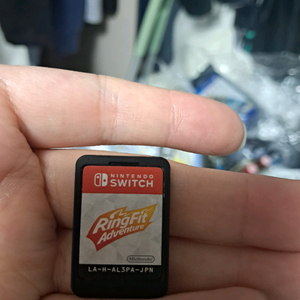 NINTENDO
SWITCH
RingFit
Adventure
Nintendo
LA-H-AL3PA-JPN